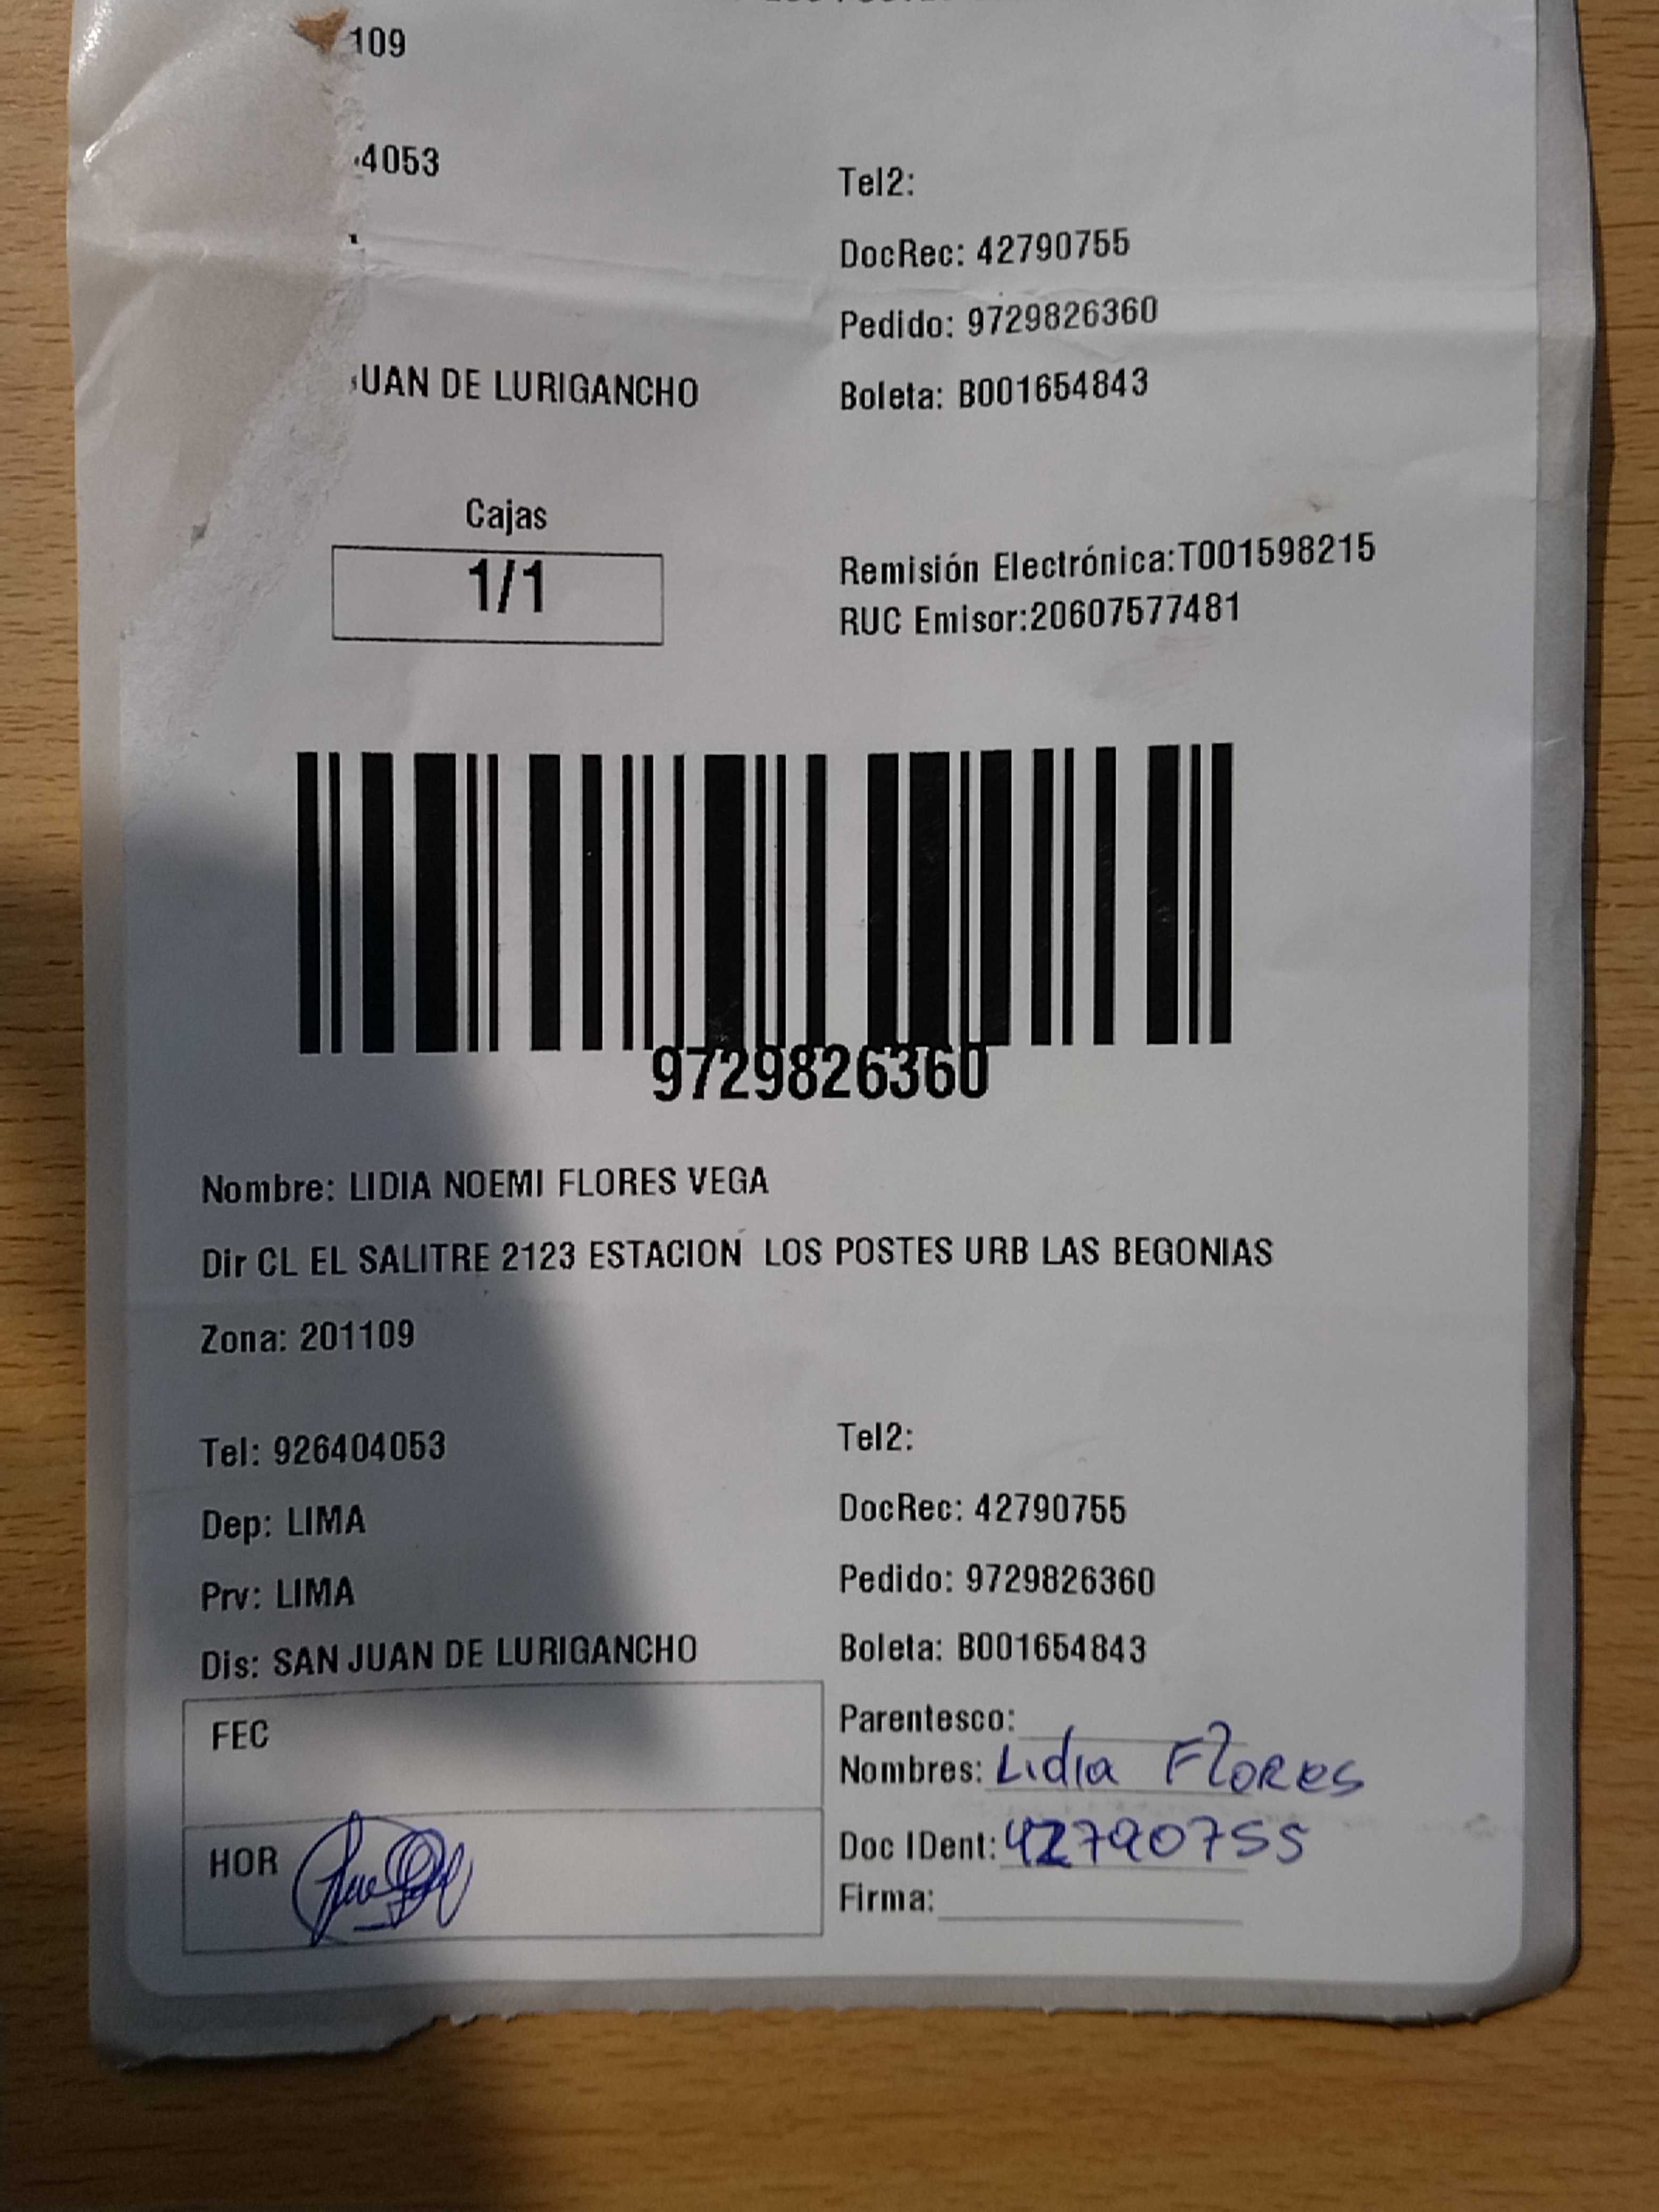 109
4053
Tel2:
DocRec: 42790755
Pedido: 9729826360
UAN DE LURIGANCHO
Boleta: B001654843
Cajas
1/1
Remisión Electrónica:T001598215
RUC Emisor:20607577481
9729826360
Nombre: LIDIA NOEMI FLORES VEGA
Dir CL EL SALITRE 2123 ESTACION LOS POSTES URB LAS BEGONIAS
Zona: 201109
Tel: 926404053
Tel2:
Dep: LIMA
DocRec: 42790755
Prv: LIMA
Pedido: 9729826360
Dis: SAN JUAN DE LURIGANCHO
Boleta: B001654843
FEC
Parentesco:
Nombres: Lidia Flores
HOR
Doc IDent: 42790755
Firma: